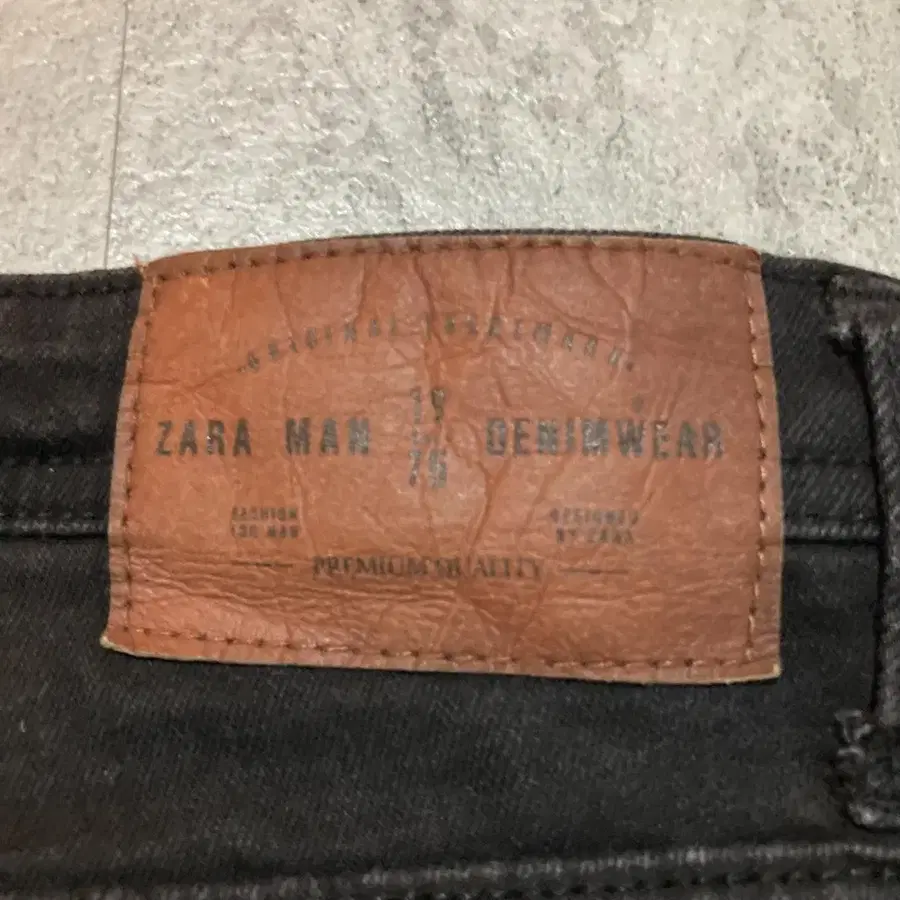 ORIGINAL TRADEMARK
19
ZARA MAN DENIMWEAR
75
FASHION DESIGNED
FOR MAN BY ZARA
PREMIUM QUALITY